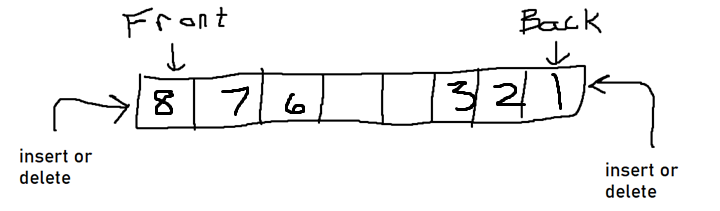 Front
Back
8 7 6 3 2 1
insert or
delete
insert or
delete